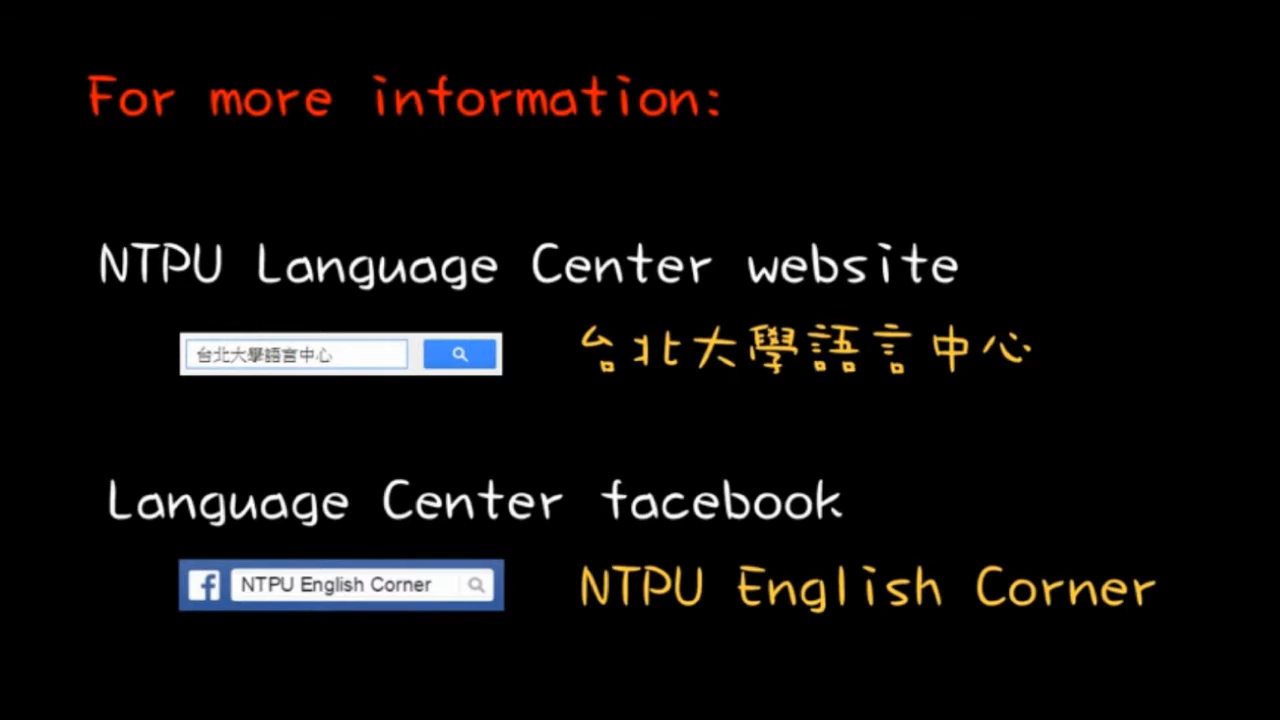 For more information:
NTPU Language Center website
台北大學語言中心
台北大學語言中心
Language Center facebook
f NTPU English Corner
NTPU English Corner